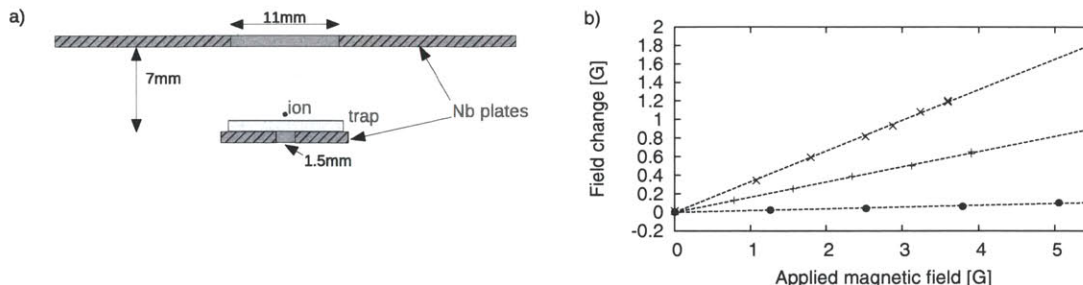 a)
11mm
7mm
ion
trap
Nb plates
1.5mm
b)
Field change [G]
2
1.8
1.6
1.4
1.2
1
0.8
0.6
0.4
0.2
0
-0.2
0 1 2 3 4 5
Applied magnetic field [G]